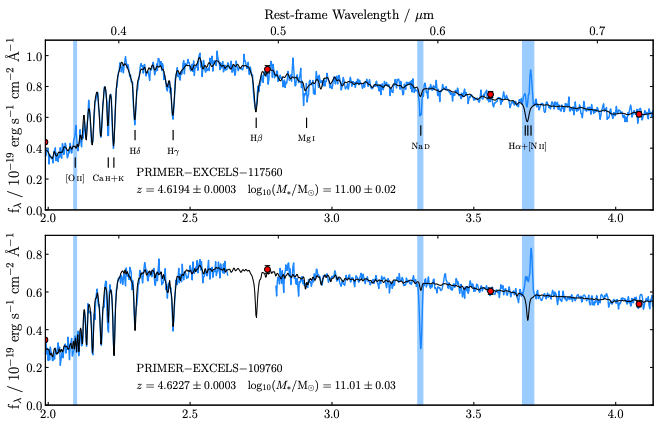 Rest-frame Wavelength / μm
0.4 0.5 0.6 0.7
f_λ / 10⁻¹⁹ erg s⁻¹ cm⁻² Å⁻¹
1.0
0.8
0.6
0.4
0.2
0.0
[O II] Ca H+K Hδ Hγ Hβ Mg I Na D Hα+[N II]
PRIMER−EXCELS−117560
z = 4.6194 ± 0.0003 log₁₀(M∗/M⊙) = 11.00 ± 0.02
2.0 2.5 3.0 3.5 4.0
f_λ / 10⁻¹⁹ erg s⁻¹ cm⁻² Å⁻¹
0.8
0.6
0.4
0.2
0.0
PRIMER−EXCELS−109760
z = 4.6227 ± 0.0003 log₁₀(M∗/M⊙) = 11.01 ± 0.03
2.0 2.5 3.0 3.5 4.0